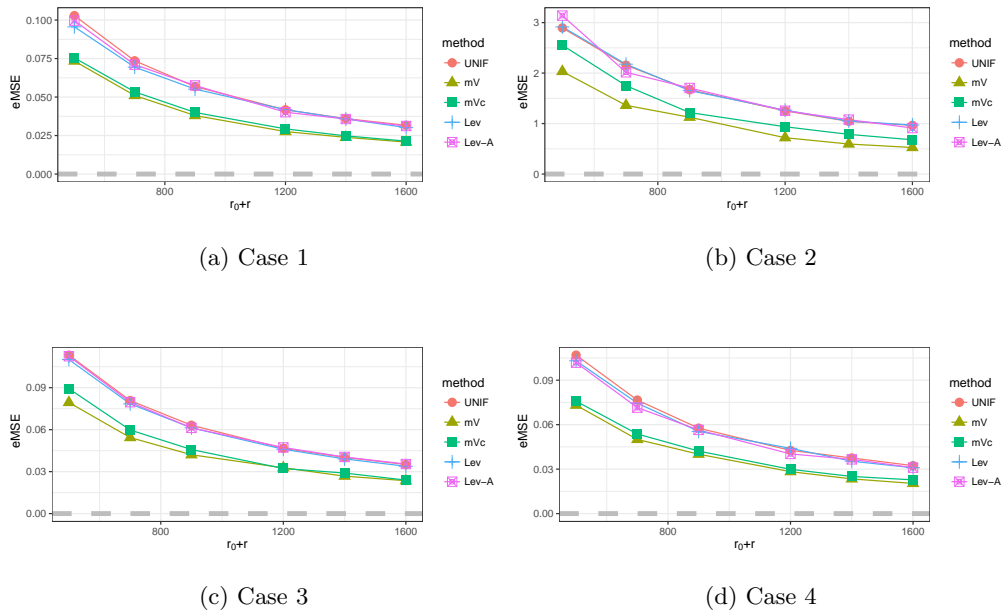 0.100
0.075
0.050
0.025
0.000
eMSE
800
1200
1600
r₀+r
method
UNIF
mV
mVc
Lev
Lev−A
(a) Case 1
3
2
1
0
eMSE
800
1200
1600
r₀+r
method
UNIF
mV
mVc
Lev
Lev−A
(b) Case 2
0.09
0.06
0.03
0.00
eMSE
800
1200
1600
r₀+r
method
UNIF
mV
mVc
Lev
Lev−A
(c) Case 3
0.09
0.06
0.03
0.00
eMSE
800
1200
1600
r₀+r
method
UNIF
mV
mVc
Lev
Lev−A
(d) Case 4